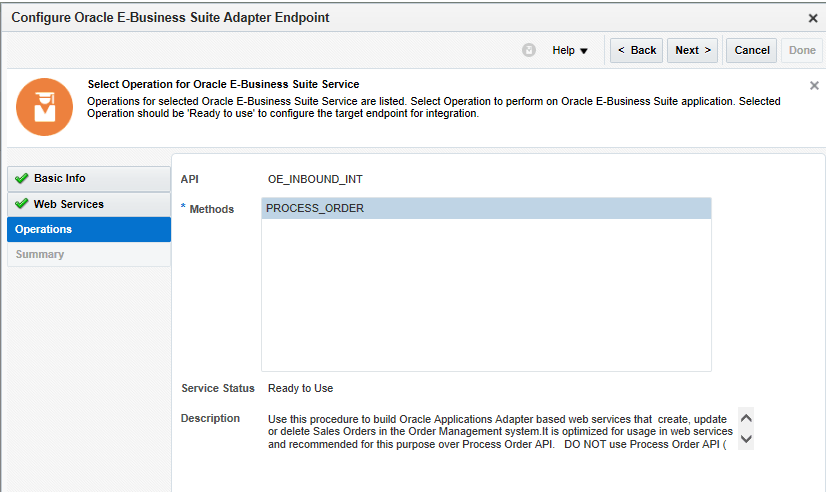 Configure Oracle E-Business Suite Adapter Endpoint
Help
< Back
Next >
Cancel
Done
Select Operation for Oracle E-Business Suite Service
Operations for selected Oracle E-Business Suite Service are listed. Select Operation to perform on Oracle E-Business Suite application. Selected
Operation should be 'Ready to use' to configure the target endpoint for integration.
Basic Info
Web Services
Operations
Summary
API OE_INBOUND_INT
* Methods PROCESS_ORDER
Service Status Ready to Use
Description Use this procedure to build Oracle Applications Adapter based web services that create, update
or delete Sales Orders in the Order Management system.It is optimized for usage in web services
and recommended for this purpose over Process Order API. DO NOT use Process Order API (